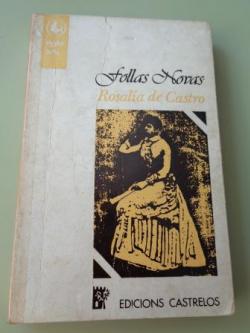 Follas Novas
Rosalía de Castro
EDICIONS CASTRELOS